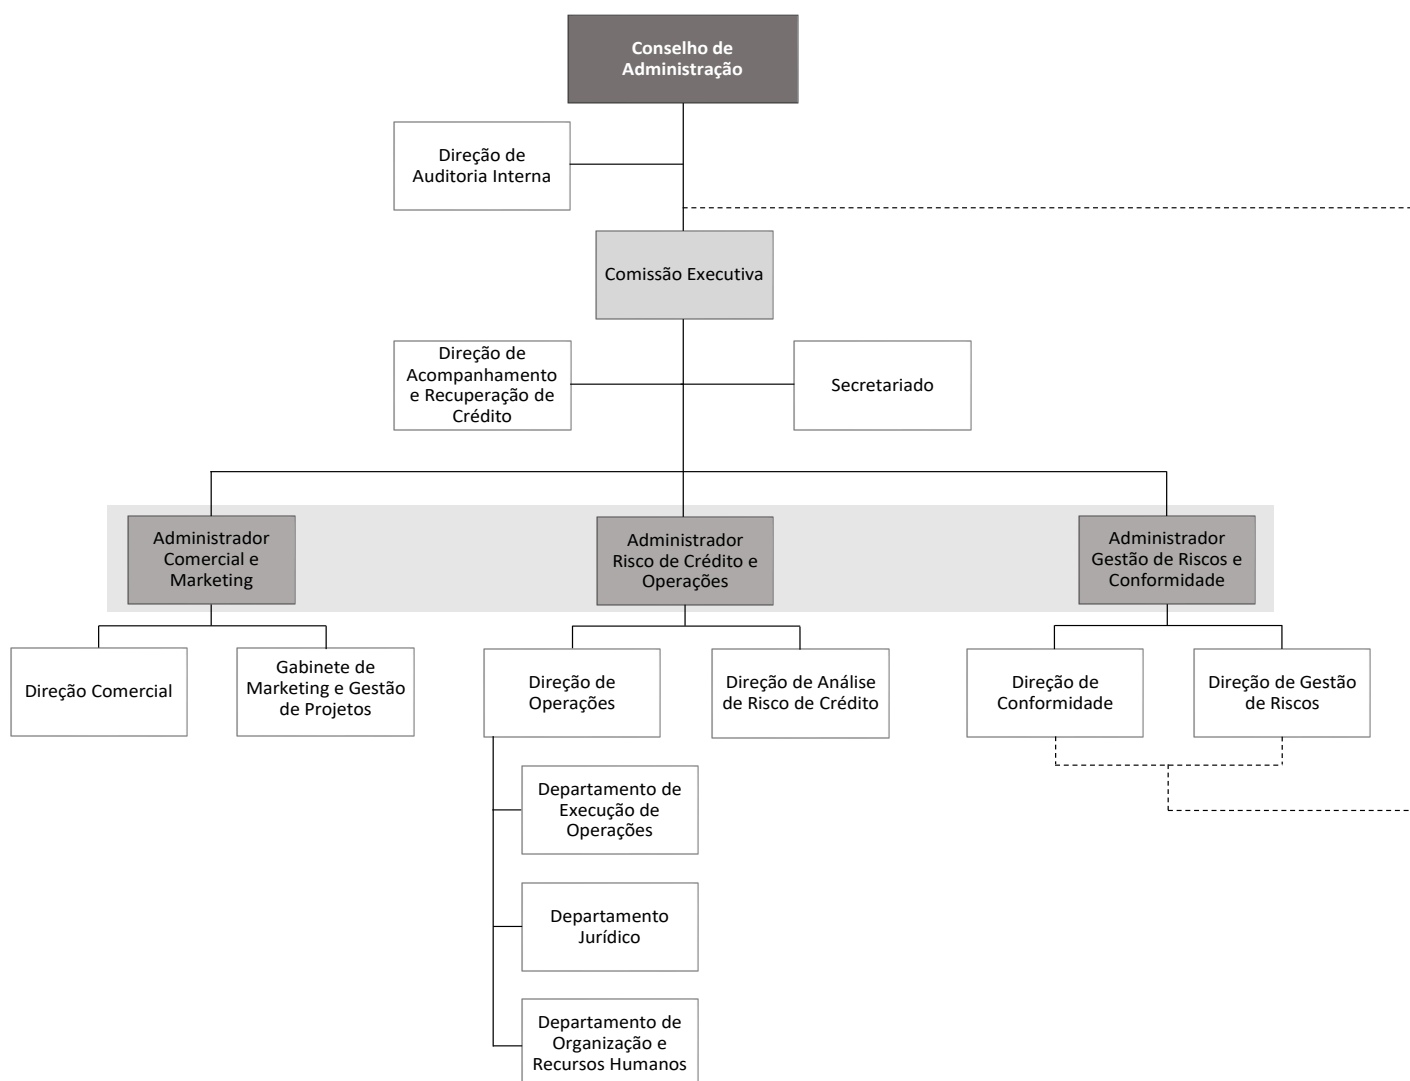 Conselho de
Administração
Direção de
Auditoria Interna
Comissão Executiva
Direção de
Acompanhamento
e Recuperação de
Crédito
Secretariado
Administrador
Comercial e
Marketing
Administrador
Risco de Crédito e
Operações
Administrador
Gestão de Riscos e
Conformidade
Direção Comercial
Gabinete de
Marketing e Gestão
de Projetos
Direção de
Operações
Direção de Análise
de Risco de Crédito
Direção de
Conformidade
Direção de Gestão
de Riscos
Departamento de
Execução de
Operações
Departamento
Jurídico
Departamento de
Organização e
Recursos Humanos